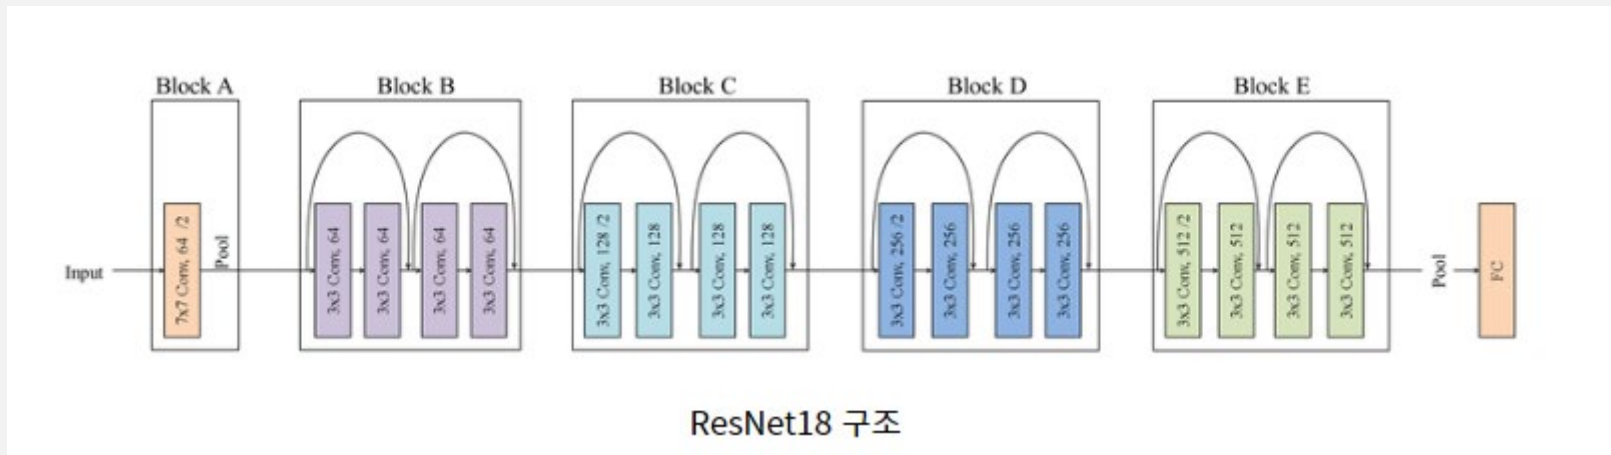 Block A
Block B
Block C
Block D
Block E
Input
7x7 Conv, 64 /2
Pool
3x3 Conv, 64
3x3 Conv, 64
3x3 Conv, 64
3x3 Conv, 64
3x3 Conv, 128 /2
3x3 Conv, 128
3x3 Conv, 128
3x3 Conv, 128
3x3 Conv, 256 /2
3x3 Conv, 256
3x3 Conv, 256
3x3 Conv, 256
3x3 Conv, 512 /2
3x3 Conv, 512
3x3 Conv, 512
3x3 Conv, 512
Pool
FC
ResNet18 구조